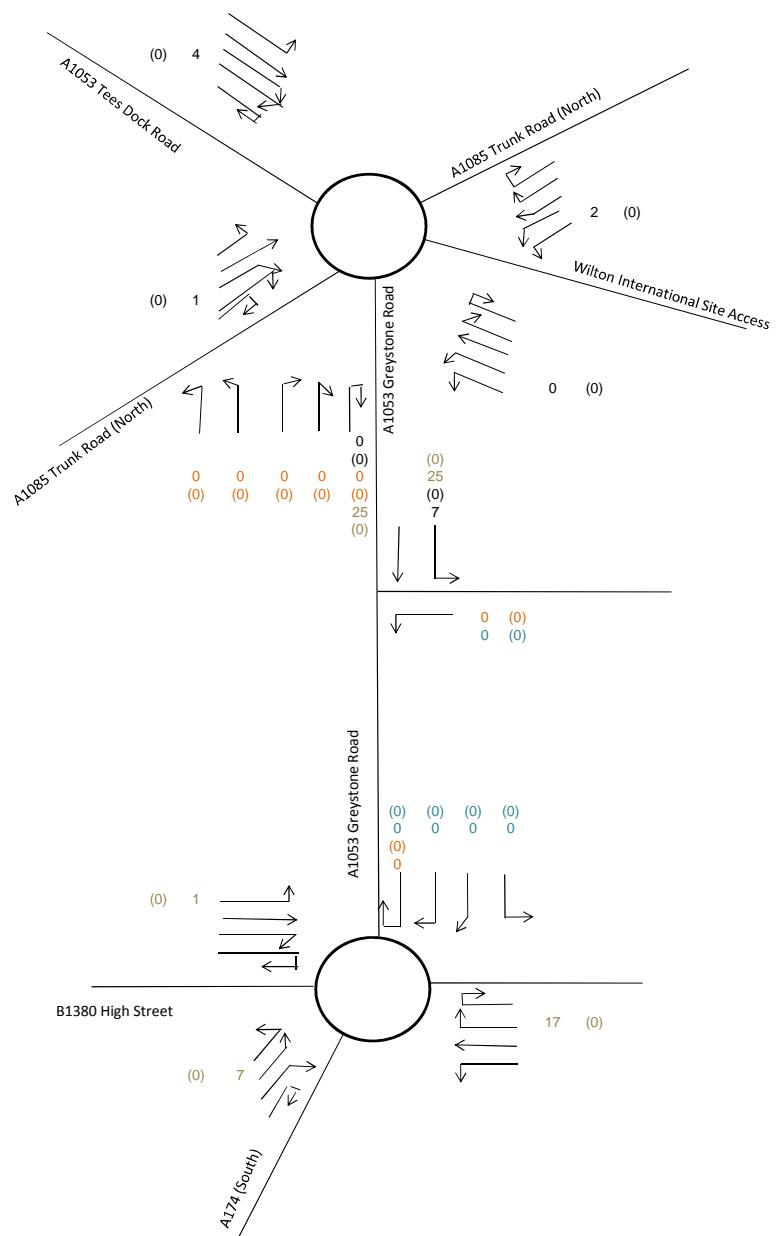 (0) 4
A1053 Tees Dock Road
A1085 Trunk Road (North)
2 (0)
Wilton International Site Access
(0) 1
A1053 Greystone Road
0 (0)
A1085 Trunk Road (North)
0
(0)
0 0 0 0 0
(0) (0) (0) (0) (0)
25
(0)
(0)
25
(0)
7
0 (0)
0 (0)
A1053 Greystone Road
(0) (0) (0) (0)
0 0 0 0
(0)
0
(0) 1
B1380 High Street
17 (0)
(0) 7
A174 (South)